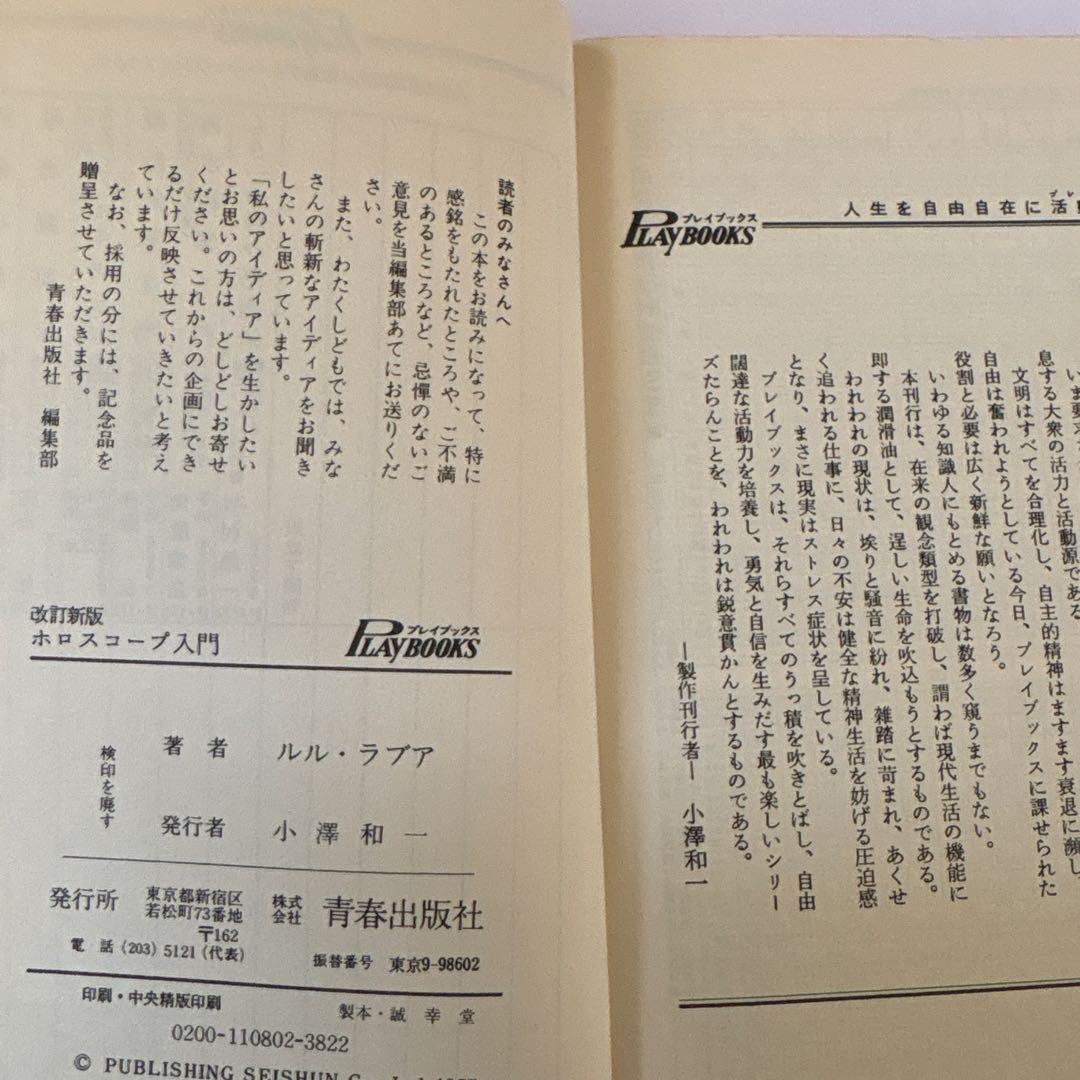 読者のみなさんへ
この本をお読みになって、特に
感銘をもたれたところや、ご不満
のあるところなど、忌憚のないご
意見を当編集部あてにお送りくだ
さい。
また、わたくしどもでは、みな
さんの斬新なアイディアをお聞き
したいと思っています。
「私のアイディア」を生かしたい
とお思いの方は、どしどしお寄せ
ください。これからの企画にでき
るだけ反映させていきたいと考え
ています。
なお、採用の分には、記念品を
贈呈させていただきます。
青春出版社 編集部
改訂新版
ホロスコープ入門
プレイブックス
PLAYBOOKS
検印を廃す
著者 ルル・ラブア
発行者 小澤和一
発行所
東京都新宿区
若松町73番地
〒162
株式会社 青春出版社
電話 (203) 5121 (代表)
振替番号 東京9-98602
印刷・中央精版印刷 製本・誠幸堂
0200-110802-3822
© PUBLISHING SEISHUN
プレイブックス
PLAYBOOKS
人生を自由自在に活
息する大衆の活力と活動源である
文明はすべてを合理化し、自主的精神はますます衰退に瀕し、
自由は奪われようとしている今日、プレイブックスに課せられた
役割と必要は広く新鮮な願いとなろう。
いわゆる知識人にもとめる書物は数多く窺うまでもない。
本刊行は、在来の観念類型を打破し、謂わば現代生活の機能に
即する潤滑油として、逞しい生命を吹込もうとするものである。
われわれの現状は、埃りと騒音に紛れ、雑踏に苛まれ、あくせ
く追われる仕事に、日々の不安は健全な精神生活を妨げる圧迫感
となり、まさに現実はストレス症状を呈している。
プレイブックスは、それらすべてのうっ積を吹きとばし、自由
闊達な活動力を培養し、勇気と自信を生みだす最も楽しいシリー
ズたらんことを、われわれは鋭意貫かんとするものである。
―製作刊行者― 小澤和一